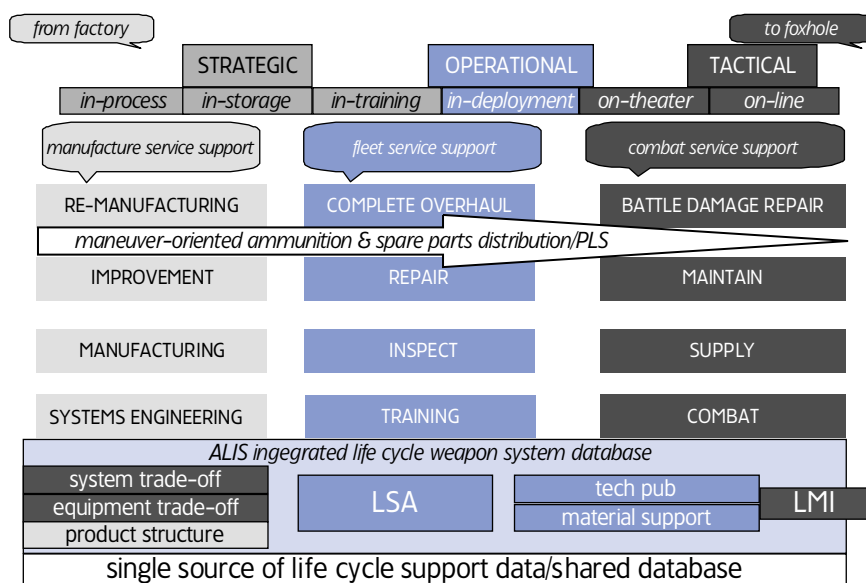 from factory
to foxhole
STRATEGIC
OPERATIONAL
TACTICAL
in-process
in-storage
in-training
in-deployment
on-theater
on-line
manufacture service support
fleet service support
combat service support
RE-MANUFACTURING
COMPLETE OVERHAUL
BATTLE DAMAGE REPAIR
maneuver-oriented ammunition & spare parts distribution/PLS
IMPROVEMENT
REPAIR
MAINTAIN
MANUFACTURING
INSPECT
SUPPLY
SYSTEMS ENGINEERING
TRAINING
COMBAT
ALIS ingegrated life cycle weapon system database
system trade-off
equipment trade-off
product structure
LSA
tech pub
material support
LMI
single source of life cycle support data/shared database